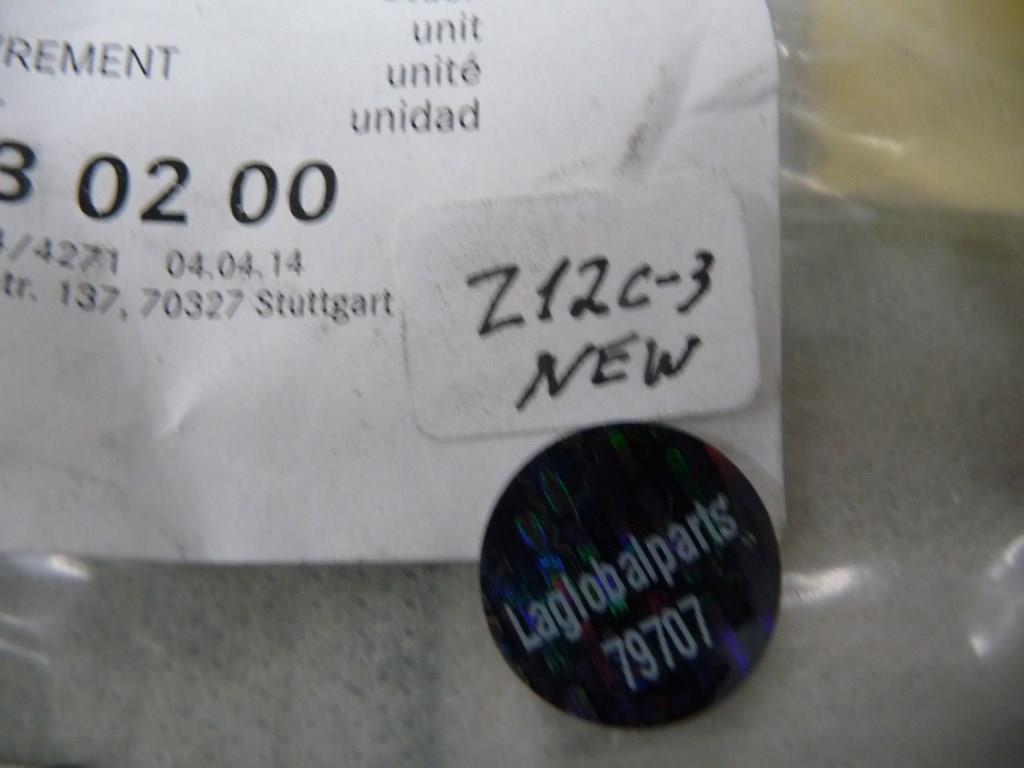 unit
unité
unidad
3 02 00
/4271 04.04.14
tr. 137, 70327 Stuttgart
Z12C-3
NEW
Laglobalparts
79707